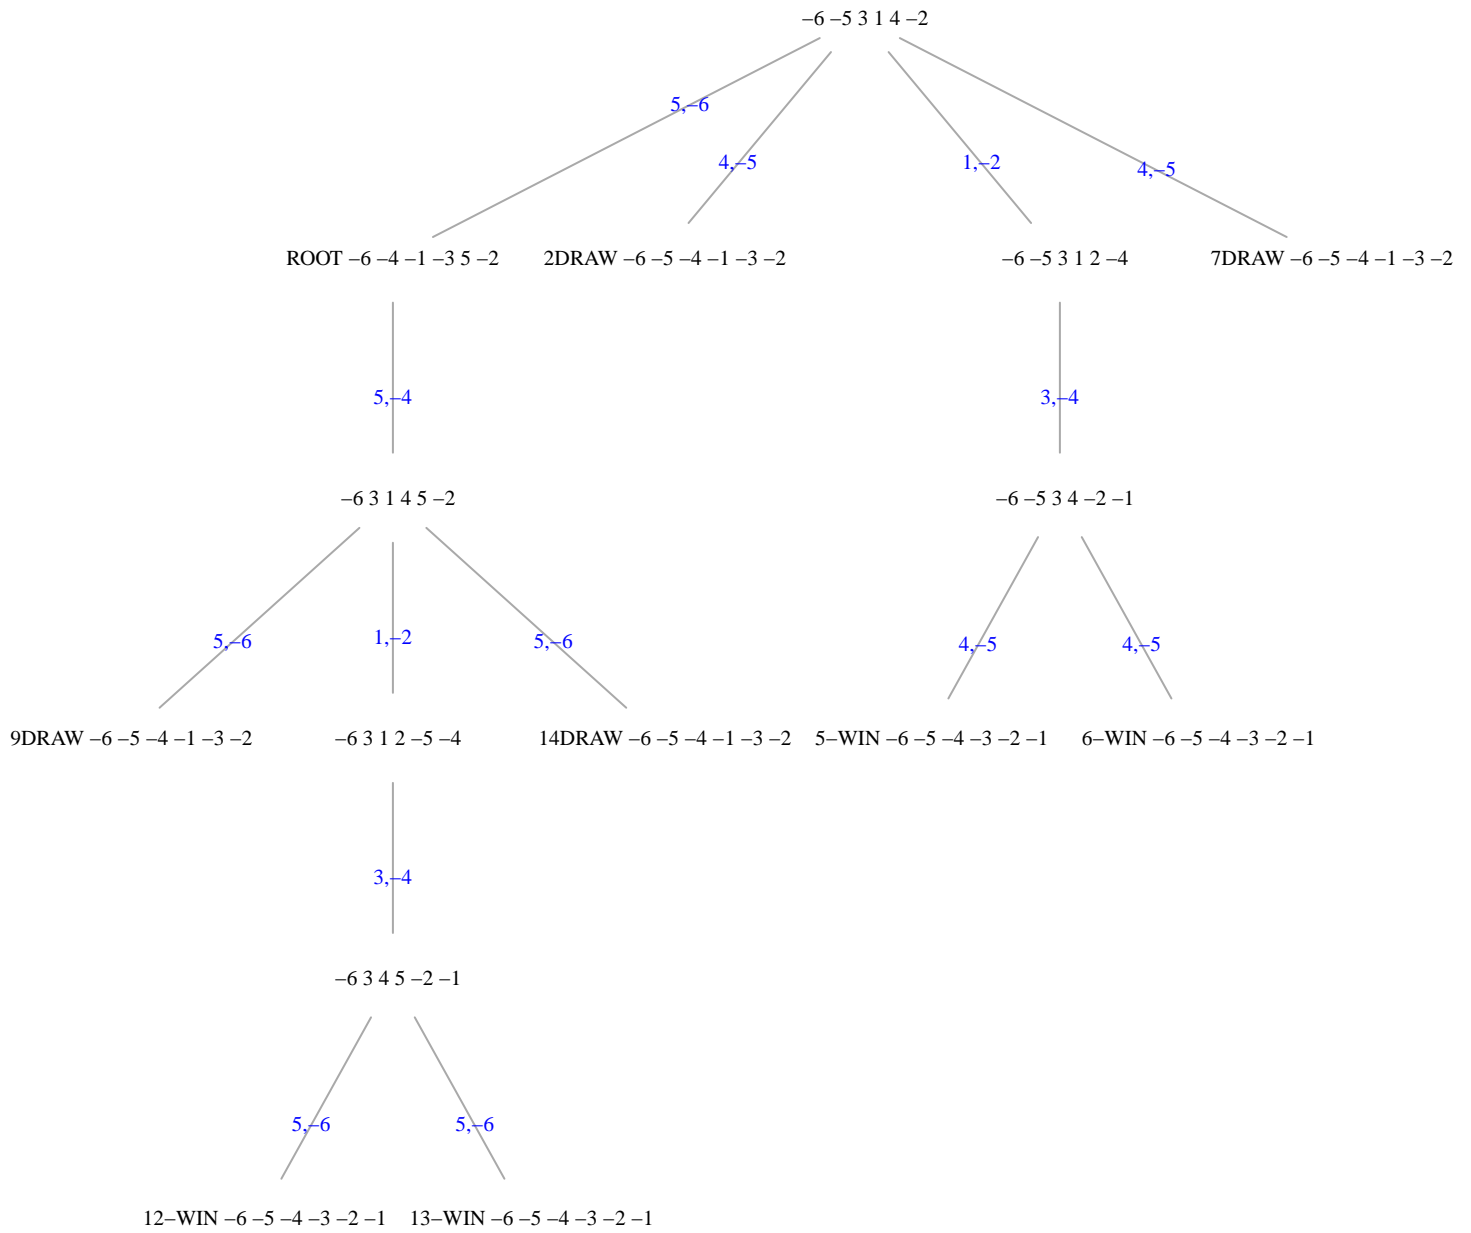 –6 –5 3 1 4 –2
5,–6
4,–5
1,–2
4,–5
ROOT –6 –4 –1 –3 5 –2
2DRAW –6 –5 –4 –1 –3 –2
–6 –5 3 1 2 –4
7DRAW –6 –5 –4 –1 –3 –2
5,–4
3,–4
–6 3 1 4 5 –2
–6 –5 3 4 –2 –1
5,–6
1,–2
5,–6
4,–5
4,–5
9DRAW –6 –5 –4 –1 –3 –2
–6 3 1 2 –5 –4
14DRAW –6 –5 –4 –1 –3 –2
5–WIN –6 –5 –4 –3 –2 –1
6–WIN –6 –5 –4 –3 –2 –1
3,–4
–6 3 4 5 –2 –1
5,–6
5,–6
12–WIN –6 –5 –4 –3 –2 –1
13–WIN –6 –5 –4 –3 –2 –1